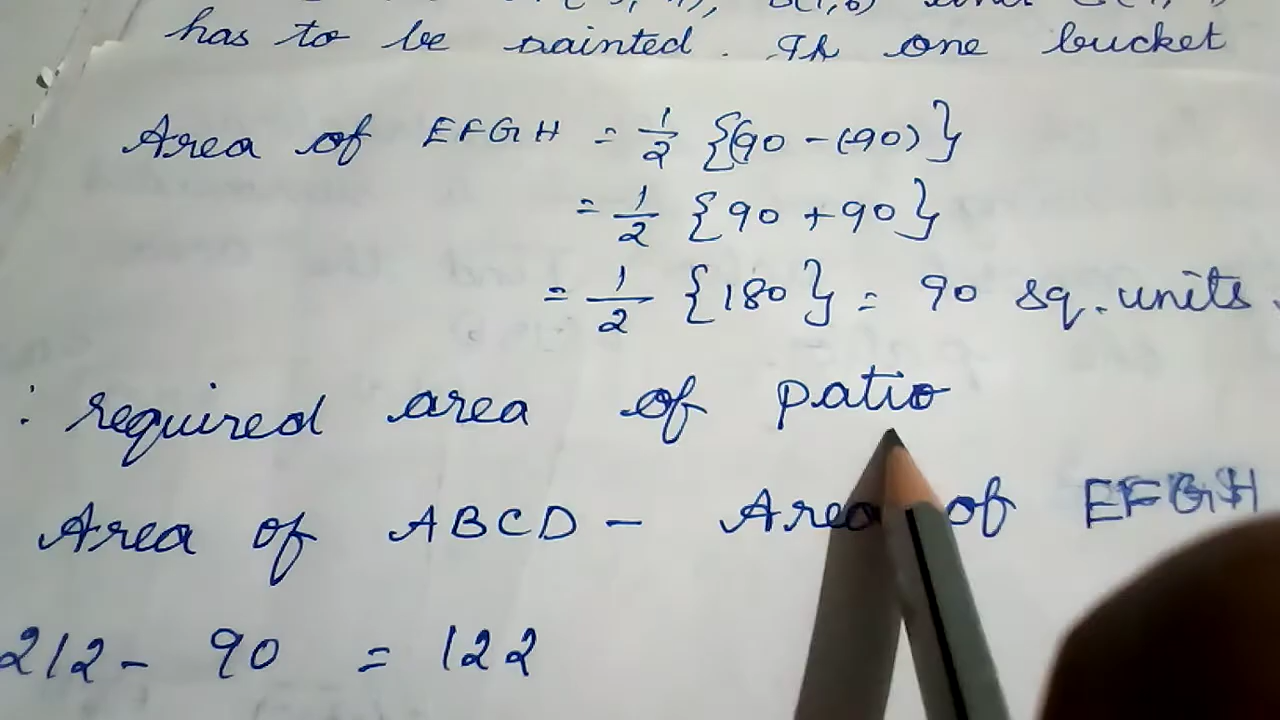 has to be painted. If one bucket
Area of EFGH = 1/2 {(90 - (-90)}
= 1/2 {90 + 90}
= 1/2 {180} = 90 sq. units.
∴ required area of patio
Area of ABCD - Area of EFGH
212 - 90 = 122